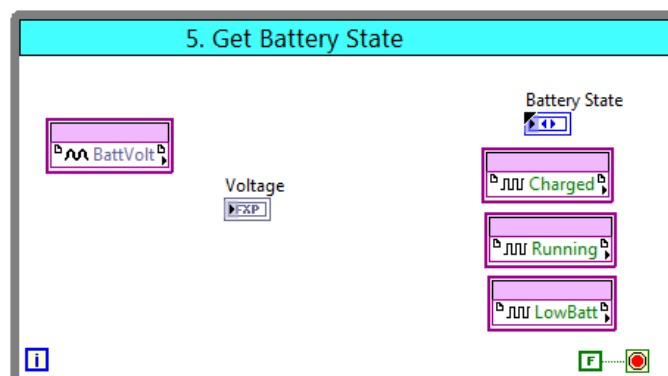 5. Get Battery State
Battery State
BattVolt
Charged
Voltage
FXP
Running
LowBatt
i
F